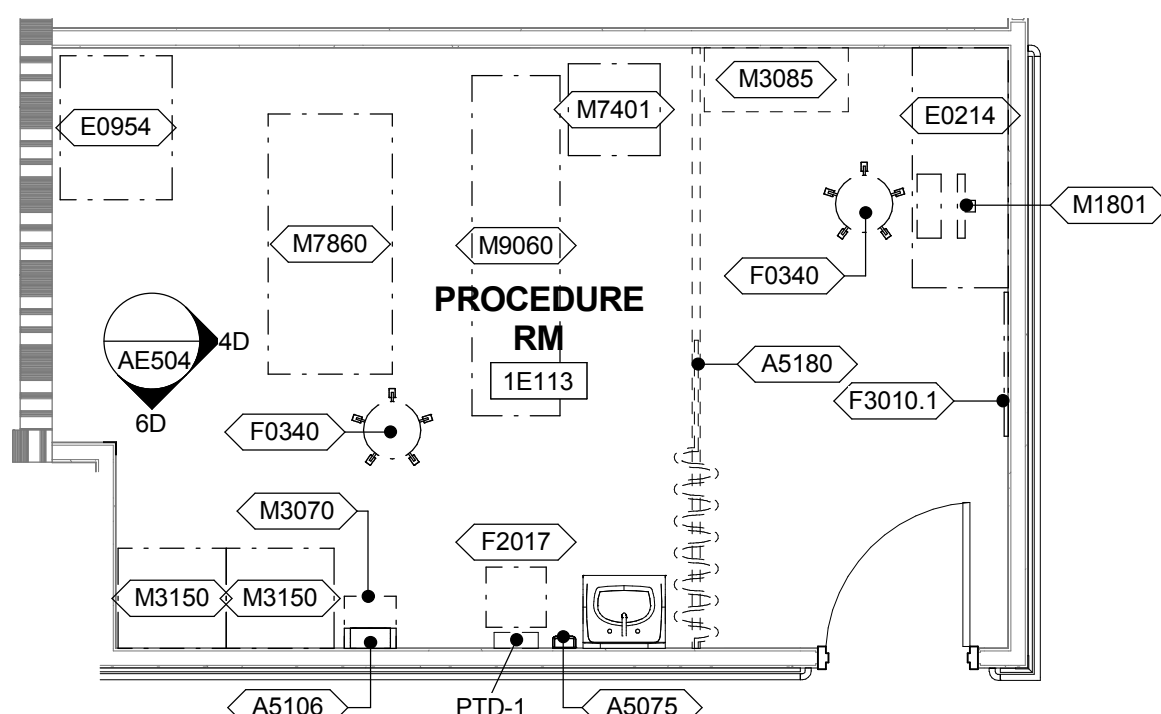 M3085
M7401
E0214
E0954
M1801
M7860
M9060
F0340
PROCEDURE
RM
AE504
4D
6D
1E113
A5180
F3010.1
F0340
M3070
F2017
M3150
M3150
A5106
PTD-1
A5075